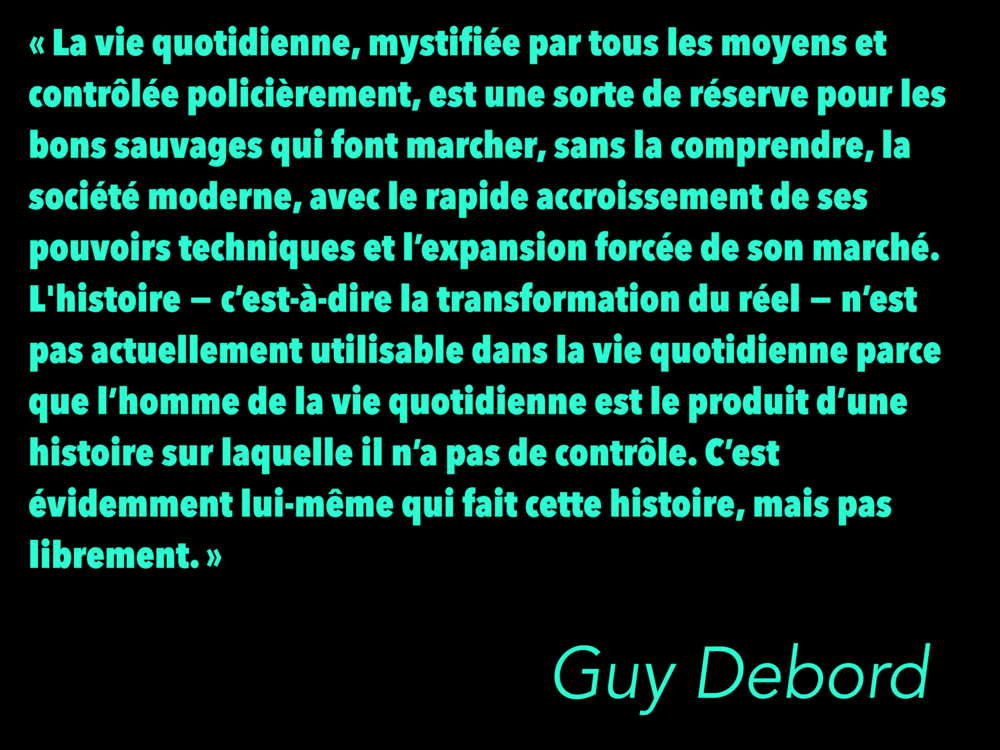 « La vie quotidienne, mystifiée par tous les moyens et
contrôlée policièrement, est une sorte de réserve pour les
bons sauvages qui font marcher, sans la comprendre, la
société moderne, avec le rapide accroissement de ses
pouvoirs techniques et l’expansion forcée de son marché.
L'histoire — c’est-à-dire la transformation du réel — n’est
pas actuellement utilisable dans la vie quotidienne parce
que l’homme de la vie quotidienne est le produit d’une
histoire sur laquelle il n’a pas de contrôle. C’est
évidemment lui-même qui fait cette histoire, mais pas
librement. »
Guy Debord